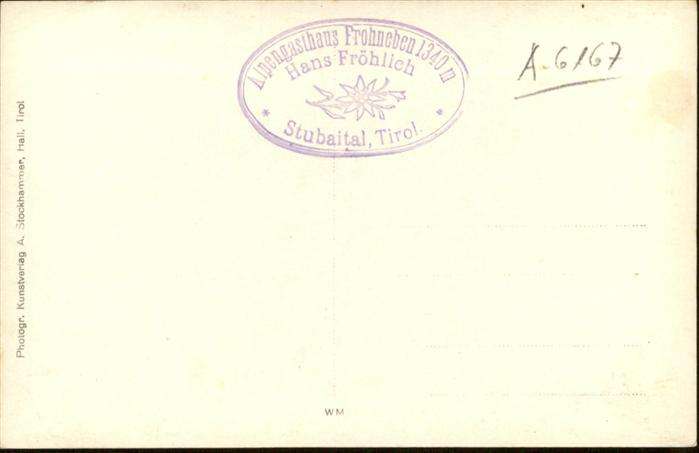 Alpengasthaus Frohneben 1340 m
Hans Fröhlich
* Stubaital, Tirol. *
A. 6167
Photogr. Kunstverlag A. Stockhammer, Hall, Tirol
WM